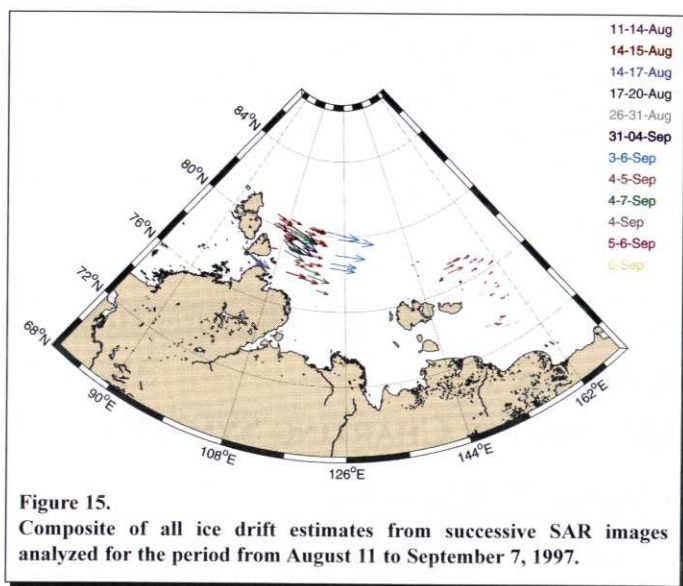 11-14-Aug
14-15-Aug
14-17-Aug
17-20-Aug
26-31-Aug
31-04-Sep
3-6-Sep
4-5-Sep
4-7-Sep
4-Sep
5-6-Sep
6-Sep
84°N
80°N
76°N
72°N
68°N
90°E
108°E
126°E
144°E
162°E
Figure 15.
Composite of all ice drift estimates from successive SAR images
analyzed for the period from August 11 to September 7, 1997.